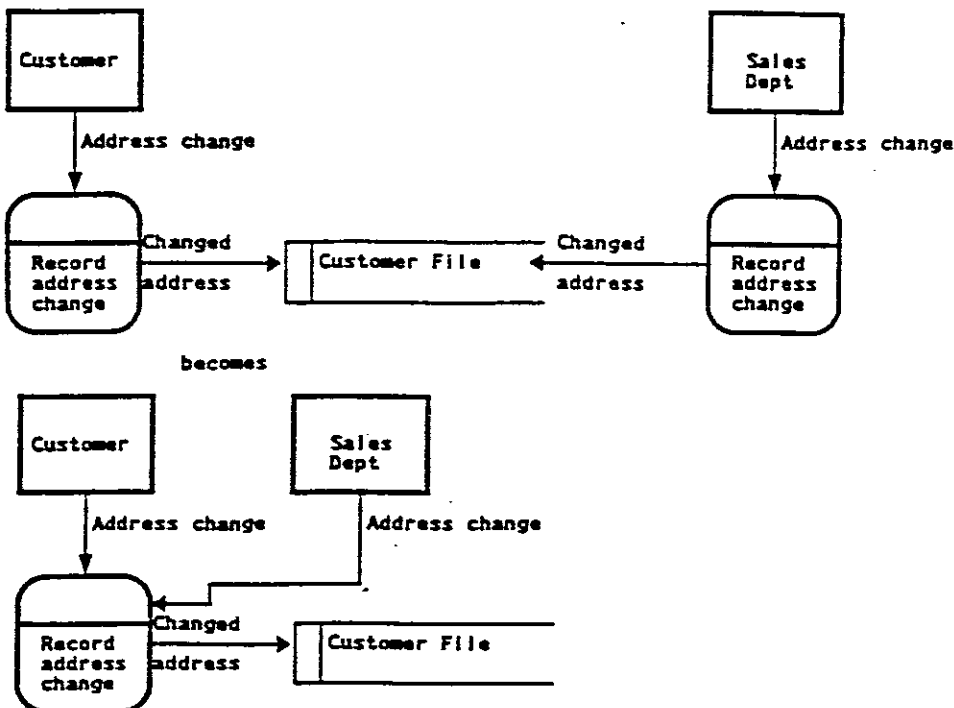 Customer
Sales
Dept
Address change
Address change
Changed
address
Record
address
change
Customer File
Changed
address
Record
address
change
becomes
Customer
Sales
Dept
Address change
Address change
Changed
address
Record
address
change
Customer File